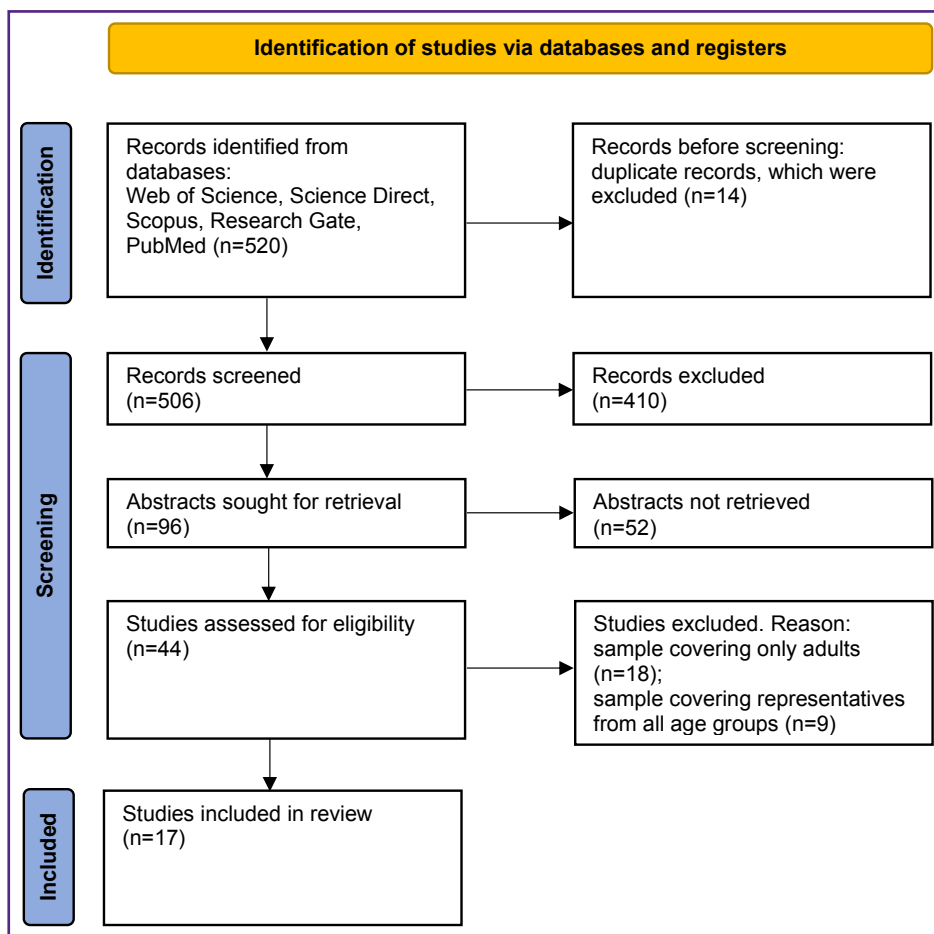 Identification of studies via databases and registers
Identification
Records identified from
databases:
Web of Science, Science Direct,
Scopus, Research Gate,
PubMed (n=520)
Records before screening:
duplicate records, which were
excluded (n=14)
Screening
Records screened
(n=506)
Records excluded
(n=410)
Abstracts sought for retrieval
(n=96)
Abstracts not retrieved
(n=52)
Studies assessed for eligibility
(n=44)
Studies excluded. Reason:
sample covering only adults
(n=18);
sample covering representatives
from all age groups (n=9)
Included
Studies included in review
(n=17)